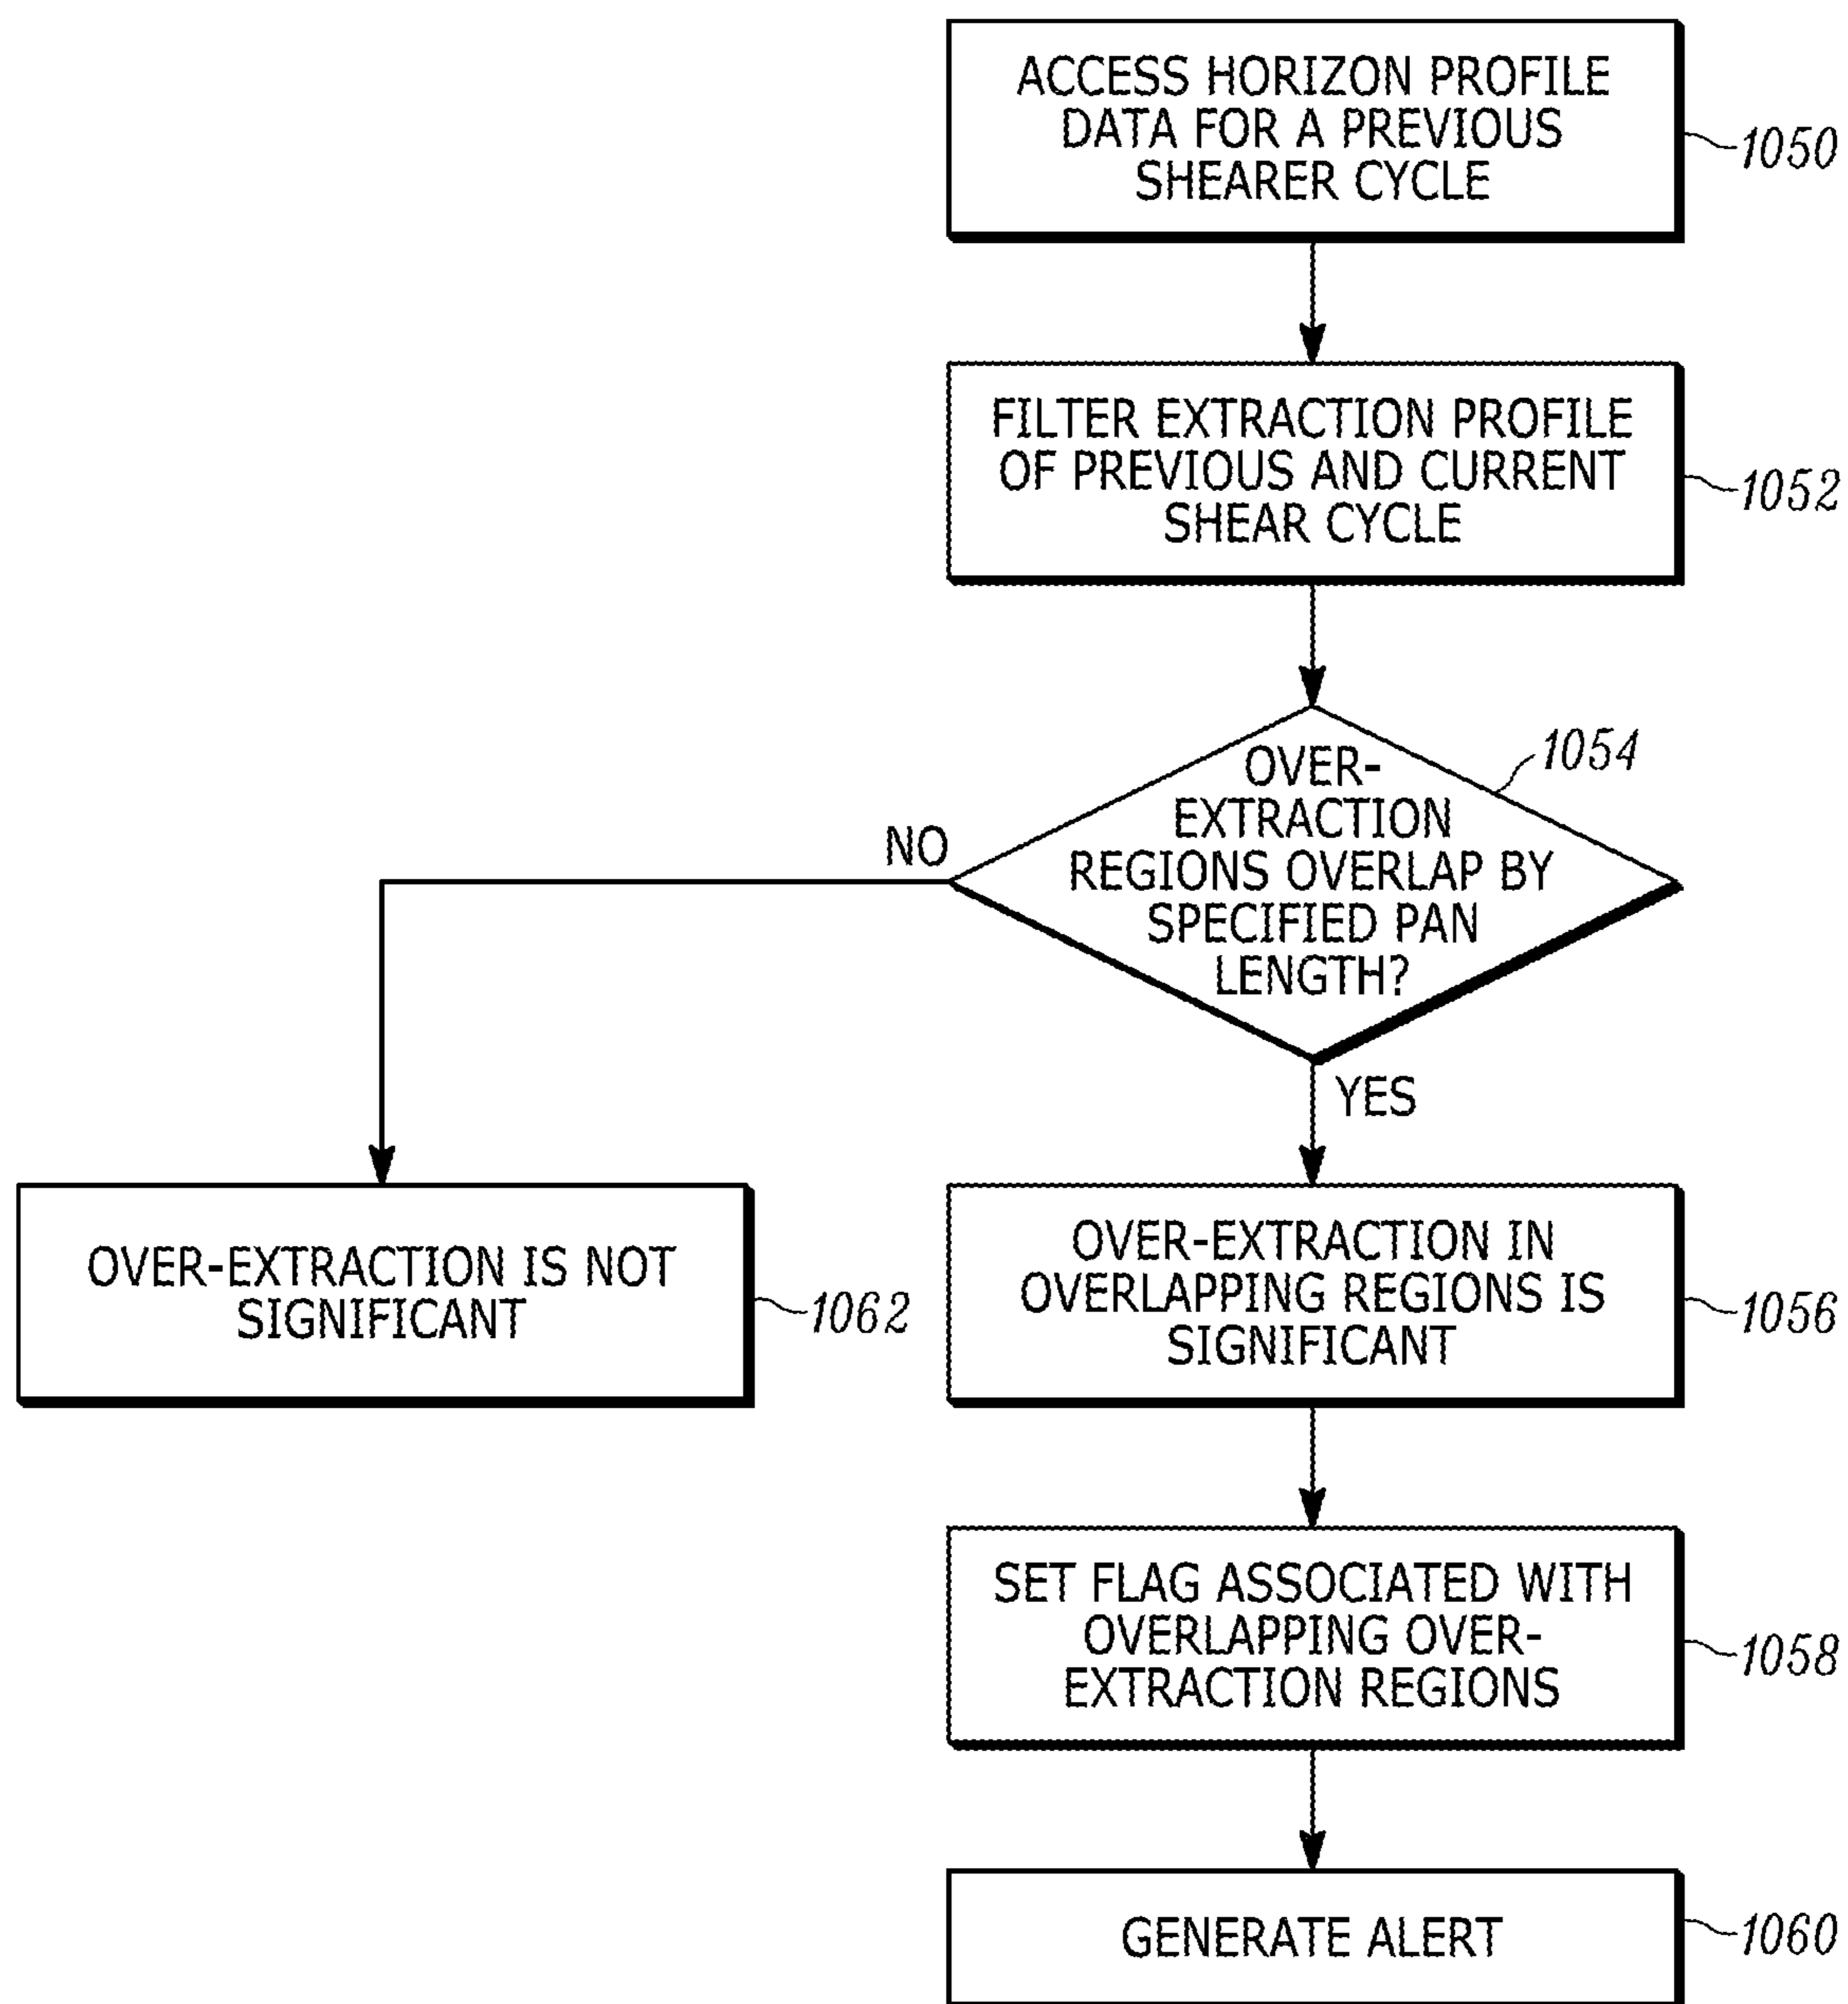 ACCESS HORIZON PROFILE
DATA FOR A PREVIOUS
SHEARER CYCLE
1050
FILTER EXTRACTION PROFILE
OF PREVIOUS AND CURRENT
SHEAR CYCLE
1052
OVER-
EXTRACTION
REGIONS OVERLAP BY
SPECIFIED PAN
LENGTH?
1054
NO
YES
OVER-EXTRACTION IS NOT
SIGNIFICANT
1062
OVER-EXTRACTION IN
OVERLAPPING REGIONS IS
SIGNIFICANT
1056
SET FLAG ASSOCIATED WITH
OVERLAPPING OVER-
EXTRACTION REGIONS
1058
GENERATE ALERT
1060